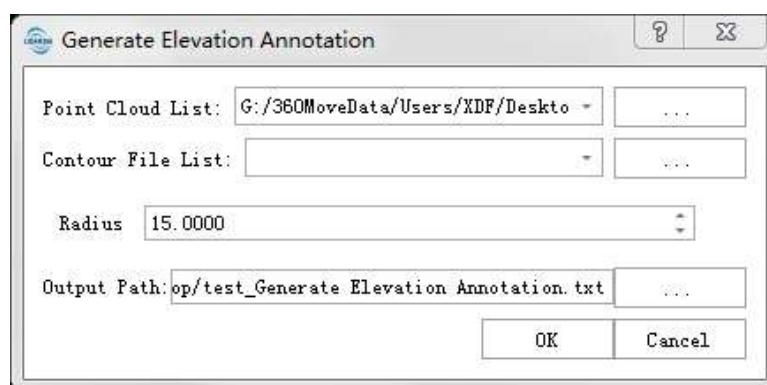 Generate Elevation Annotation
Point Cloud List: G:/360MoveData/Users/XDF/Deskto ...
Contour File List: ...
Radius 15.0000
Output Path: op/test_Generate Elevation Annotation.txt ...
OK Cancel